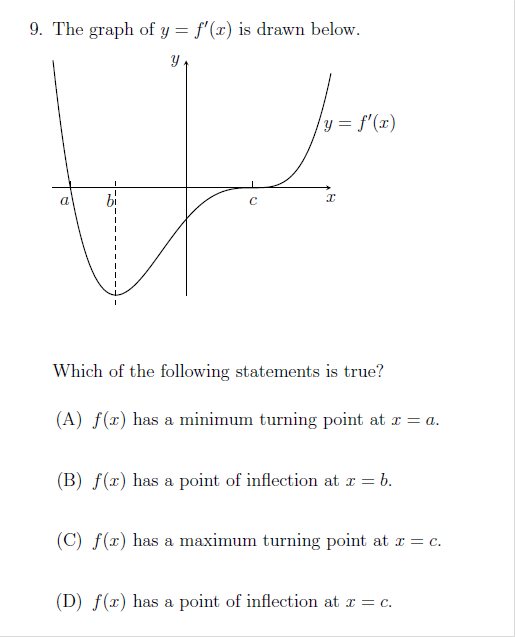 9. The graph of y = f′(x) is drawn below.
y
y = f′(x)
a b c x
Which of the following statements is true?
(A) f(x) has a minimum turning point at x = a.
(B) f(x) has a point of inflection at x = b.
(C) f(x) has a maximum turning point at x = c.
(D) f(x) has a point of inflection at x = c.